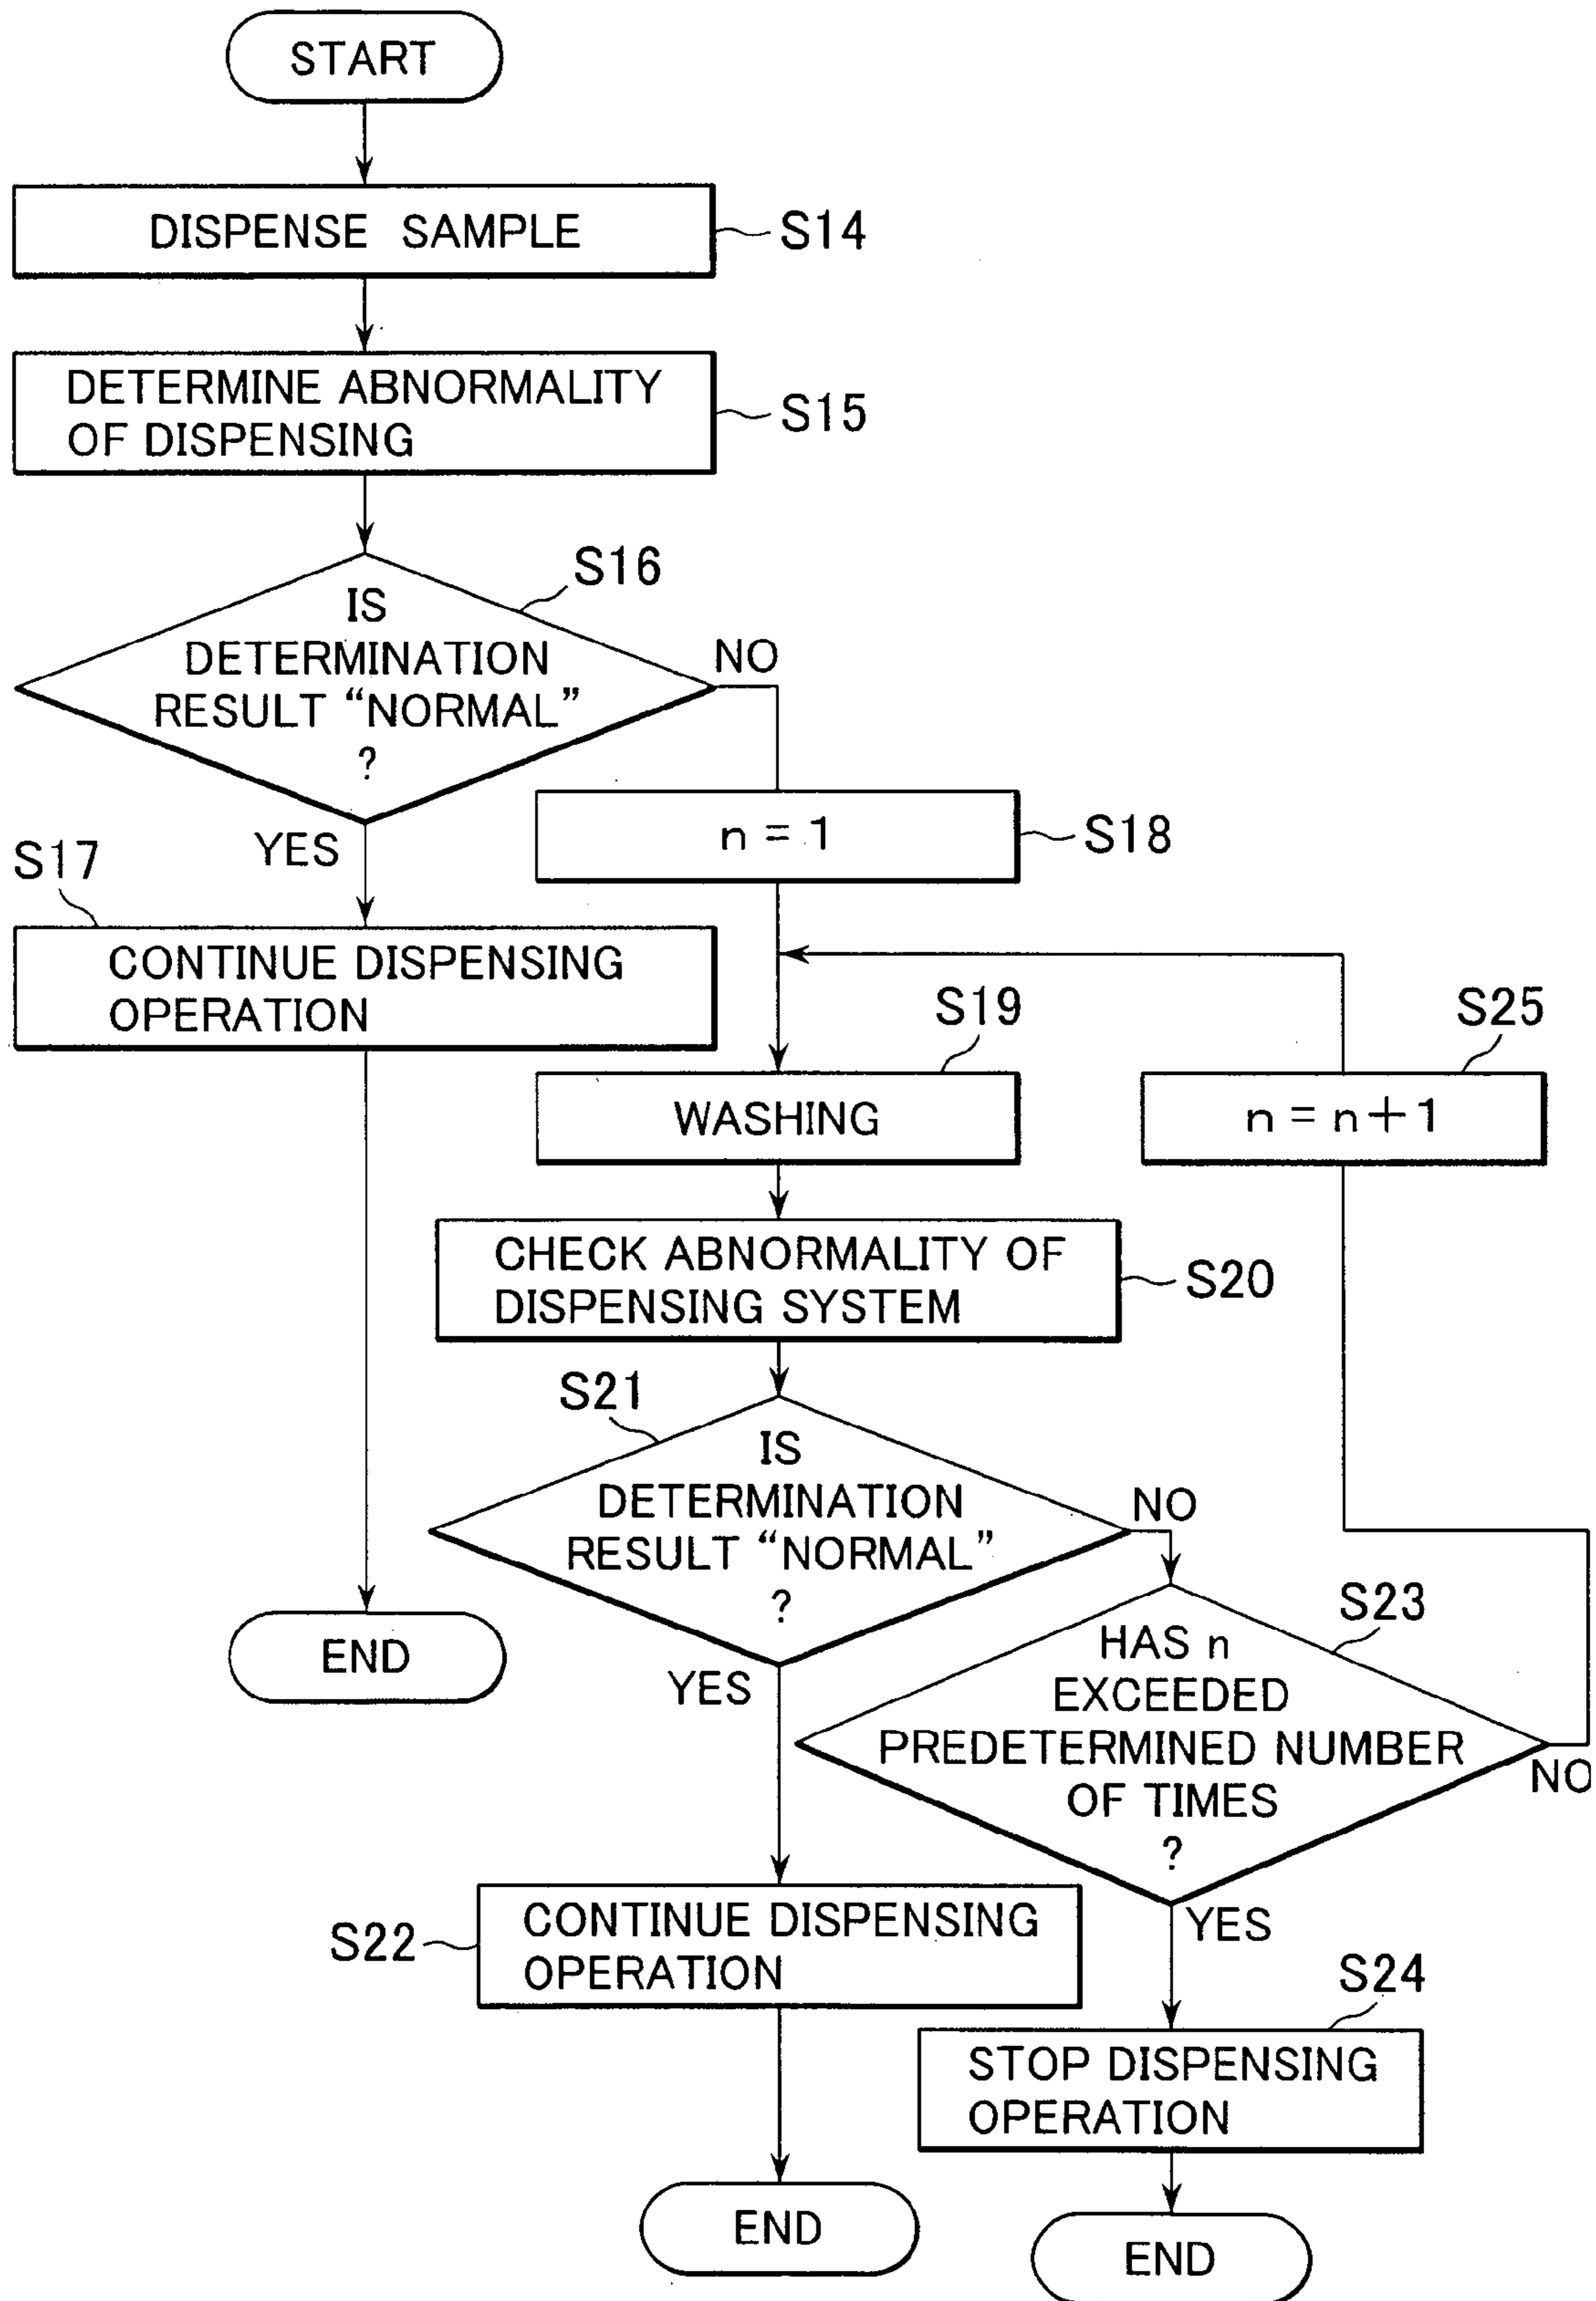 START
DISPENSE SAMPLE
S14
DETERMINE ABNORMALITY
OF DISPENSING
S15
S16
IS
DETERMINATION
RESULT “NORMAL”
?
NO
YES
n = 1
S18
S17
CONTINUE DISPENSING
OPERATION
S19
WASHING
S25
n = n+1
CHECK ABNORMALITY OF
DISPENSING SYSTEM
S20
S21
IS
DETERMINATION
RESULT “NORMAL”
?
NO
YES
END
S23
HAS n
EXCEEDED
PREDETERMINED NUMBER
OF TIMES
?
NO
YES
S22
CONTINUE DISPENSING
OPERATION
S24
STOP DISPENSING
OPERATION
END
END